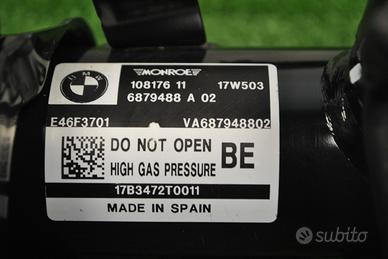 BMW
MONROE
108176 11 17W503
6879488 A 02
E46F3701 VA687948802
DO NOT OPEN
HIGH GAS PRESSURE
BE
17B3472T0011
MADE IN SPAIN
subito